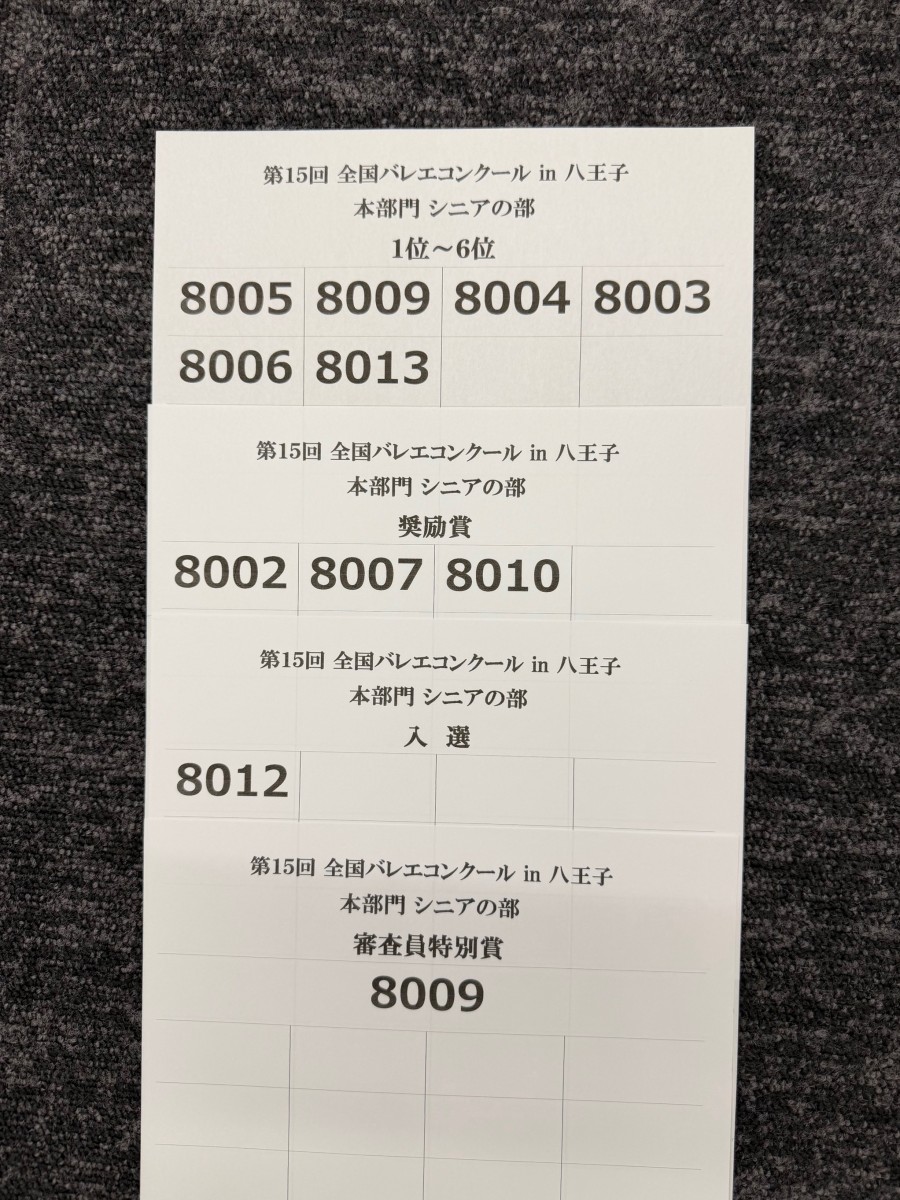 第15回 全国バレエコンクール in 八王子
本部門 シニアの部
1位～6位
8005 8009 8004 8003
8006 8013
第15回 全国バレエコンクール in 八王子
本部門 シニアの部
奨励賞
8002 8007 8010
第15回 全国バレエコンクール in 八王子
本部門 シニアの部
入 選
8012
第15回 全国バレエコンクール in 八王子
本部門 シニアの部
審査員特別賞
8009